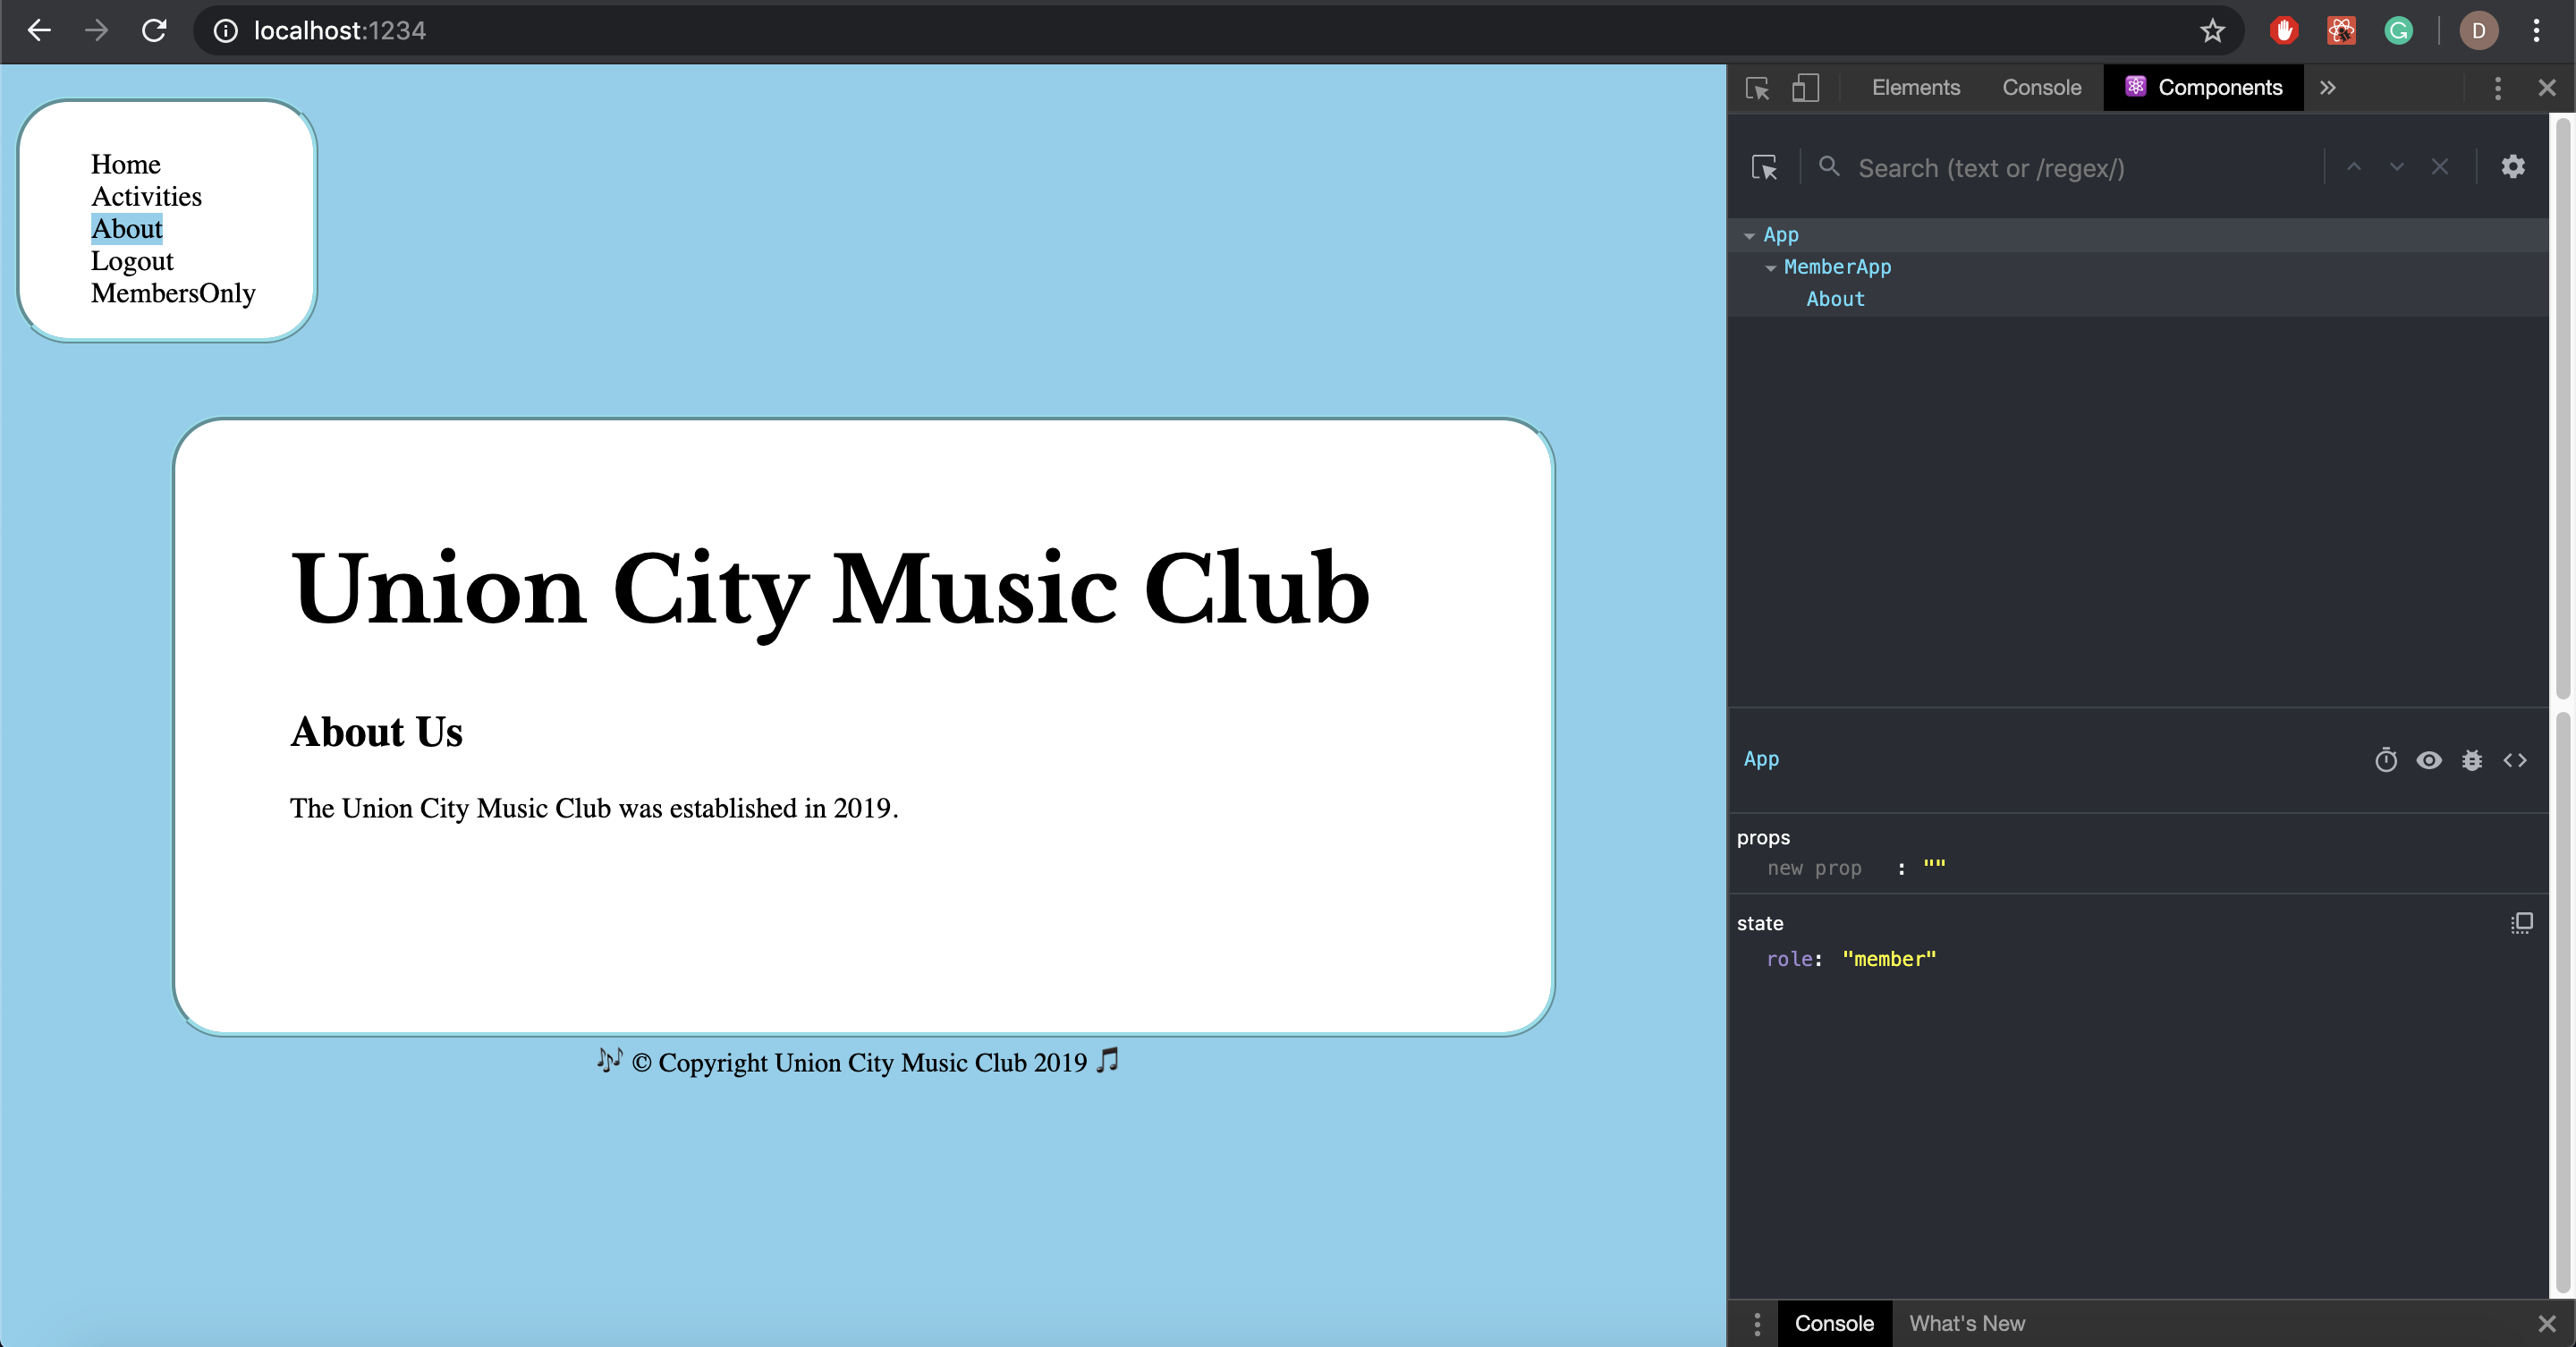 localhost:1234
D
Elements Console Components
Search (text or /regex/)
Home
Activities
About
Logout
MembersOnly
App
MemberApp
About
Union City Music Club
About Us
The Union City Music Club was established in 2019.
🎶 © Copyright Union City Music Club 2019 🎵
App
props
new prop : ""
state
role: "member"
Console What's New